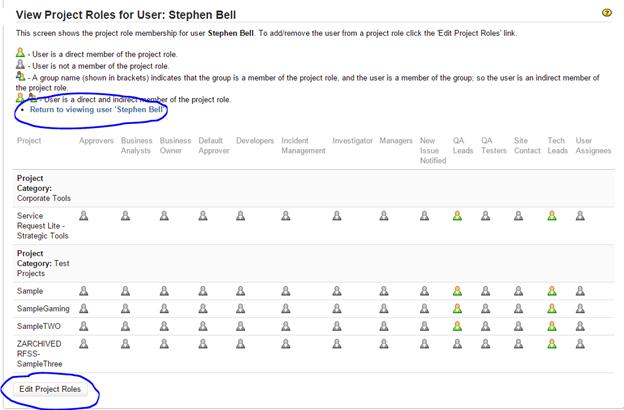 View Project Roles for User: Stephen Bell
This screen shows the project role membership for user Stephen Bell. To add/remove the user from a project role click the 'Edit Project Roles' link.
- User is a direct member of the project role.
- User is not a member of the project role.
- A group name (shown in brackets) indicates that the group is a member of the project role, and the user is a member of the group; so the user is an indirect member of
the project role.
- User is a direct and indirect member of the project role.
• Return to viewing user 'Stephen Bell'
Project Approvers Business Analysts Business Owner Default Approver Developers Incident Management Investigator Managers New Issue Notified QA Leads QA Testers Site Contact Tech Leads User Assignees
Project
Category:
Corporate Tools
Service
Request Lite -
Strategic Tools
Project
Category: Test
Projects
Sample
SampleGaming
SampleTWO
ZARCHIVED
RFSS-
SampleThree
Edit Project Roles